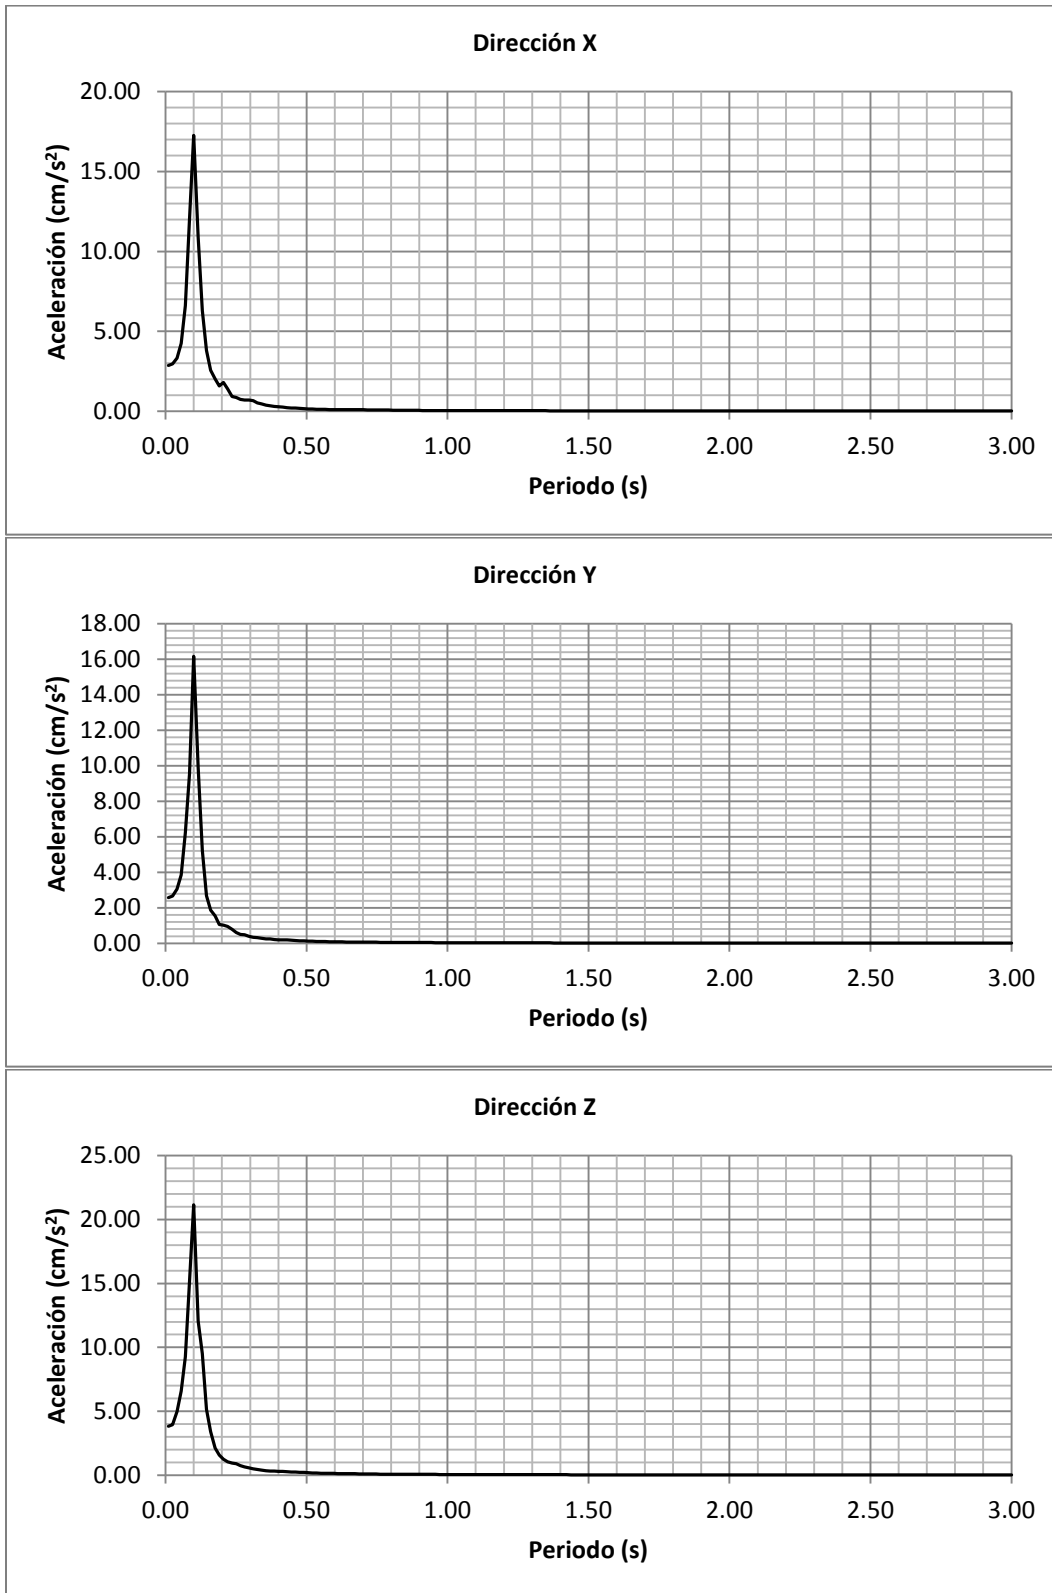 Dirección X
20.00
15.00
10.00
5.00
0.00
Aceleración (cm/s²)
0.00 0.50 1.00 1.50 2.00 2.50 3.00
Periodo (s)
Dirección Y
18.00
16.00
14.00
12.00
10.00
8.00
6.00
4.00
2.00
0.00
Aceleración (cm/s²)
0.00 0.50 1.00 1.50 2.00 2.50 3.00
Periodo (s)
Dirección Z
25.00
20.00
15.00
10.00
5.00
0.00
Aceleración (cm/s²)
0.00 0.50 1.00 1.50 2.00 2.50 3.00
Periodo (s)